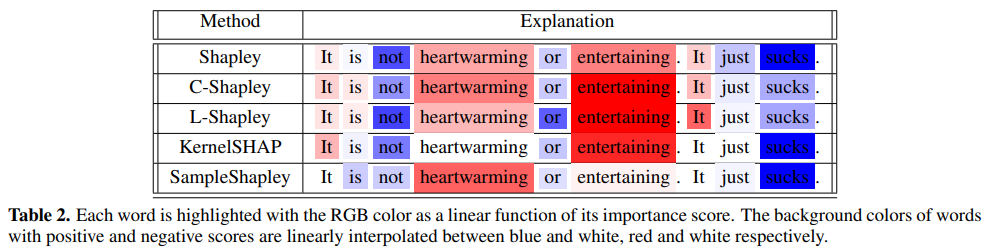 Method Explanation
Shapley It is not heartwarming or entertaining . It just sucks .
C-Shapley It is not heartwarming or entertaining . It just sucks .
L-Shapley It is not heartwarming or entertaining . It just sucks .
KernelSHAP It is not heartwarming or entertaining . It just sucks .
SampleShapley It is not heartwarming or entertaining . It just sucks .
Table 2. Each word is highlighted with the RGB color as a linear function of its importance score. The background colors of words
with positive and negative scores are linearly interpolated between blue and white, red and white respectively.